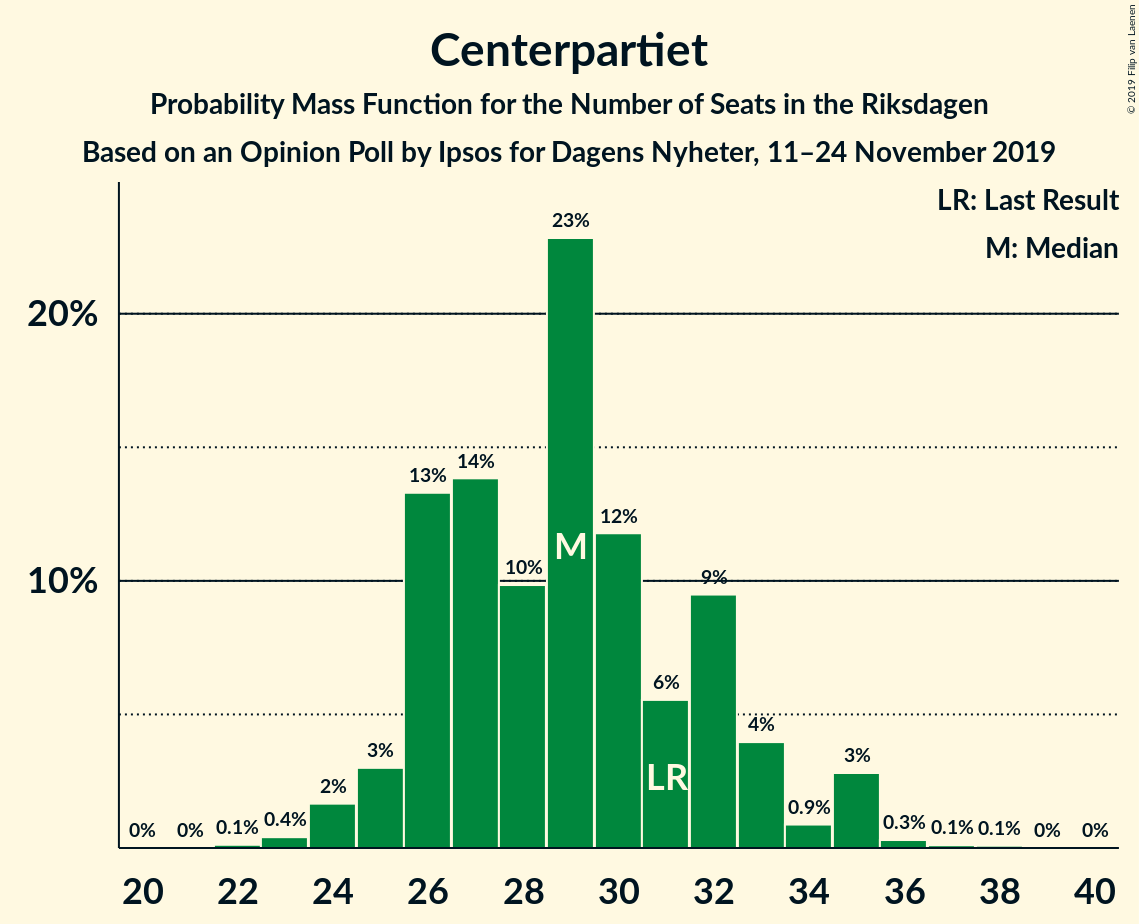 Centerpartiet
Probability Mass Function for the Number of Seats in the Riksdagen
Based on an Opinion Poll by Ipsos for Dagens Nyheter, 11–24 November 2019
© 2019 Filip van Laenen
LR: Last Result
M: Median
20%
10%
0%
0%
0.1%
0.4%
2%
3%
13%
14%
10%
23%
12%
6%
9%
4%
0.9%
3%
0.3%
0.1%
0.1%
0%
0%
M
LR
20 22 24 26 28 30 32 34 36 38 40